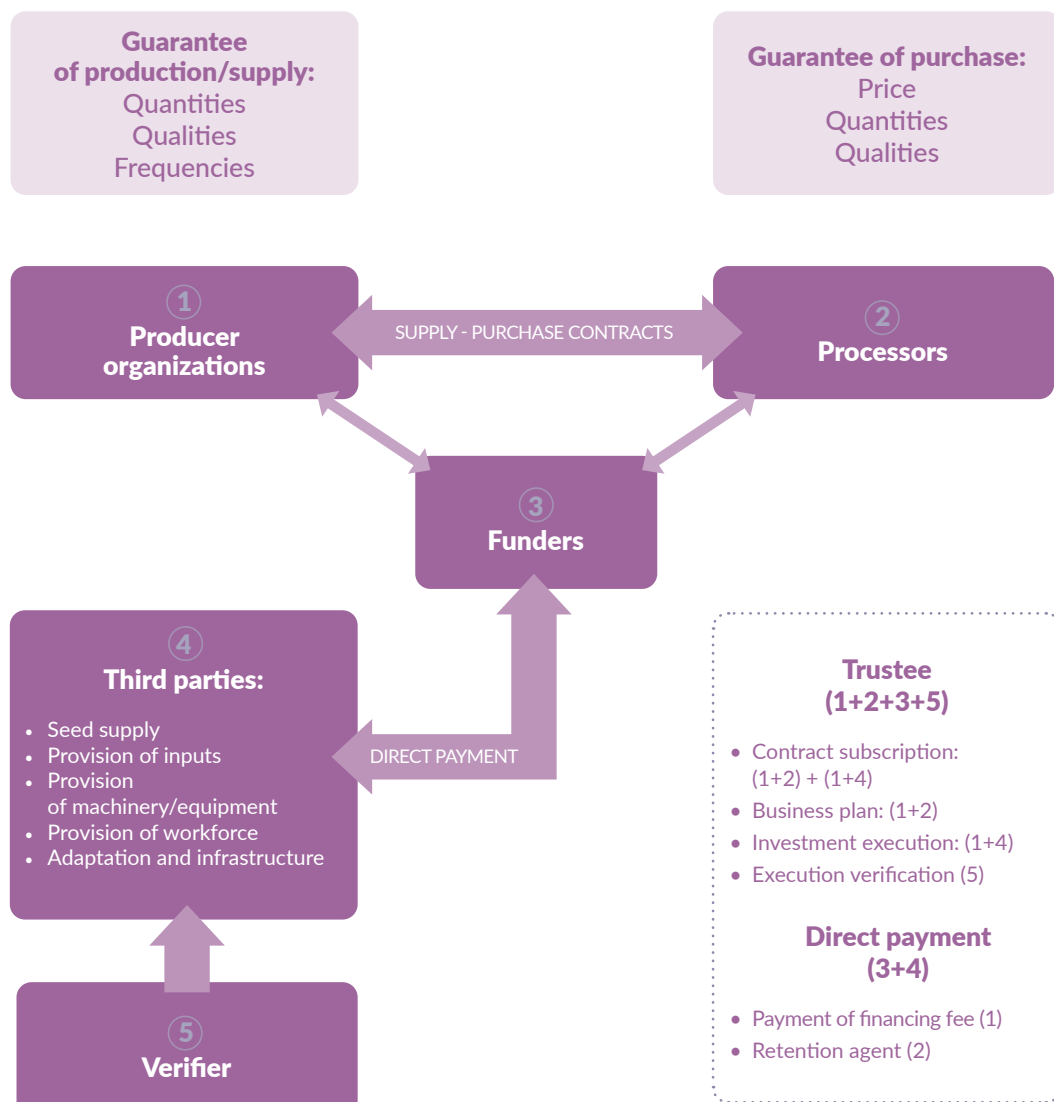 Guarantee
of production/supply:
Quantities
Qualities
Frequencies
Guarantee of purchase:
Price
Quantities
Qualities
1
Producer
organizations
SUPPLY - PURCHASE CONTRACTS
2
Processors
3
Funders
4
Third parties:
• Seed supply
• Provision of inputs
• Provision
of machinery/equipment
• Provision of workforce
• Adaptation and infrastructure
DIRECT PAYMENT
5
Verifier
Trustee
(1+2+3+5)
• Contract subscription:
(1+2) + (1+4)
• Business plan: (1+2)
• Investment execution: (1+4)
• Execution verification (5)
Direct payment
(3+4)
• Payment of financing fee (1)
• Retention agent (2)